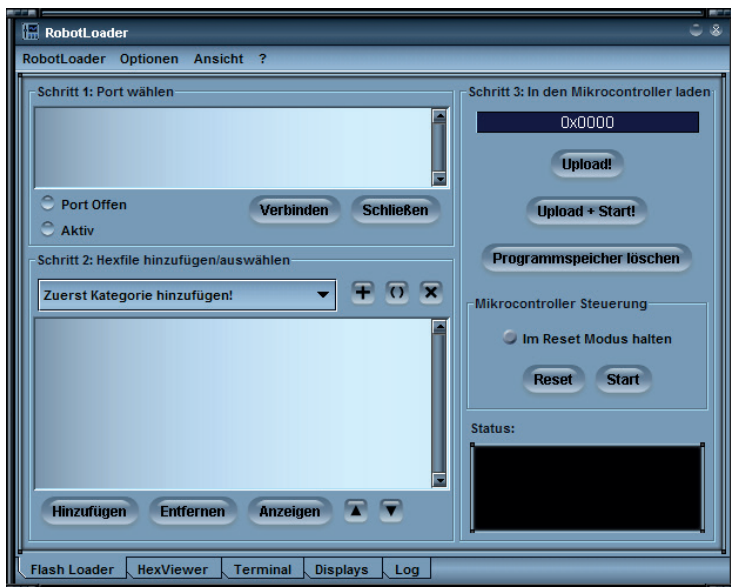 RobotLoader
RobotLoader Optionen Ansicht ?
Schritt 1: Port wählen
Port Offen
Aktiv
Verbinden
Schließen
Schritt 2: Hexfile hinzufügen/auswählen
Zuerst Kategorie hinzufügen!
Hinzufügen
Entfernen
Anzeigen
Schritt 3: In den Mikrocontroller laden
0x0000
Upload!
Upload + Start!
Programmspeicher löschen
Mikrocontroller Steuerung
Im Reset Modus halten
Reset
Start
Status:
Flash Loader
HexViewer
Terminal
Displays
Log